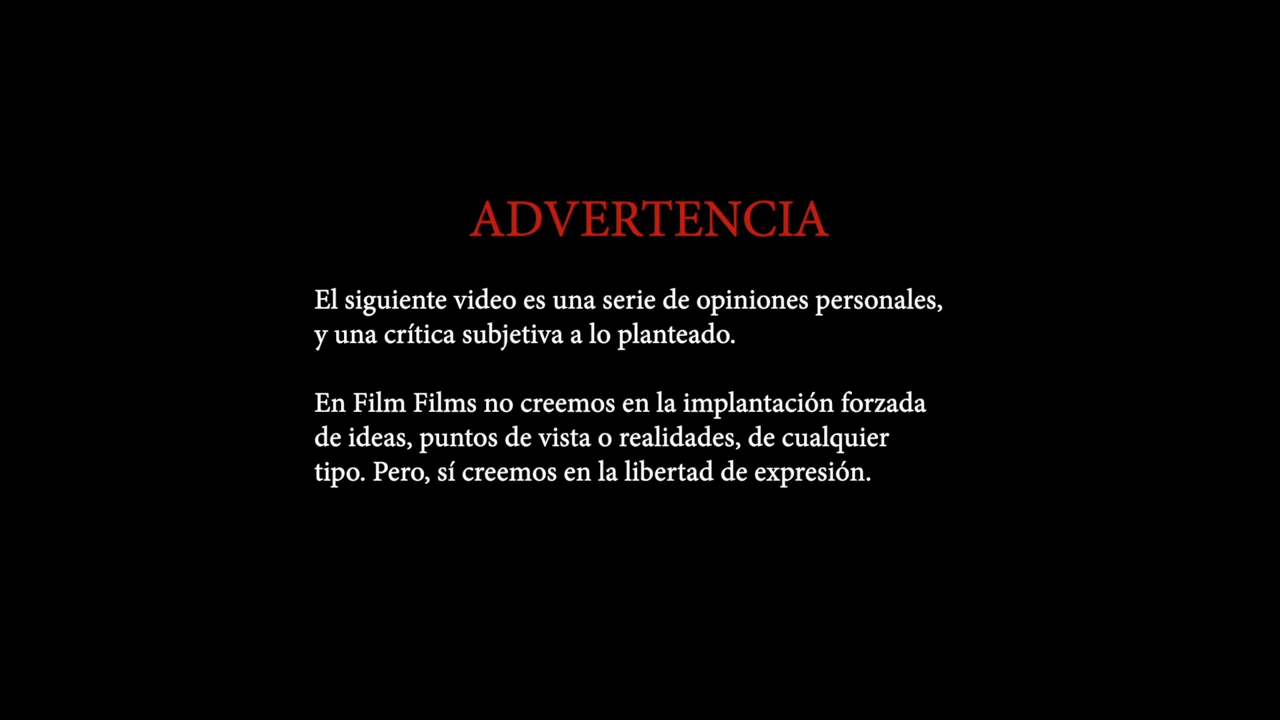 ADVERTENCIA
El siguiente video es una serie de opiniones personales,
y una crítica subjetiva a lo planteado.
En Film Films no creemos en la implantación forzada
de ideas, puntos de vista o realidades, de cualquier
tipo. Pero, sí creemos en la libertad de expresión.